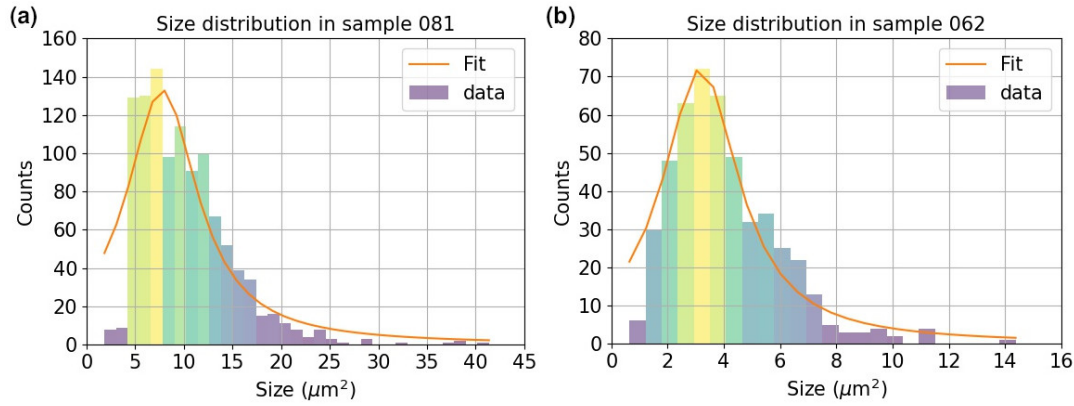 (a)
Size distribution in sample 081
160
140
120
100
80
60
40
20
0
Counts
Fit
data
0 5 10 15 20 25 30 35 40 45
Size (μm²)
(b)
Size distribution in sample 062
80
70
60
50
40
30
20
10
0
Counts
Fit
data
0 2 4 6 8 10 12 14 16
Size (μm²)